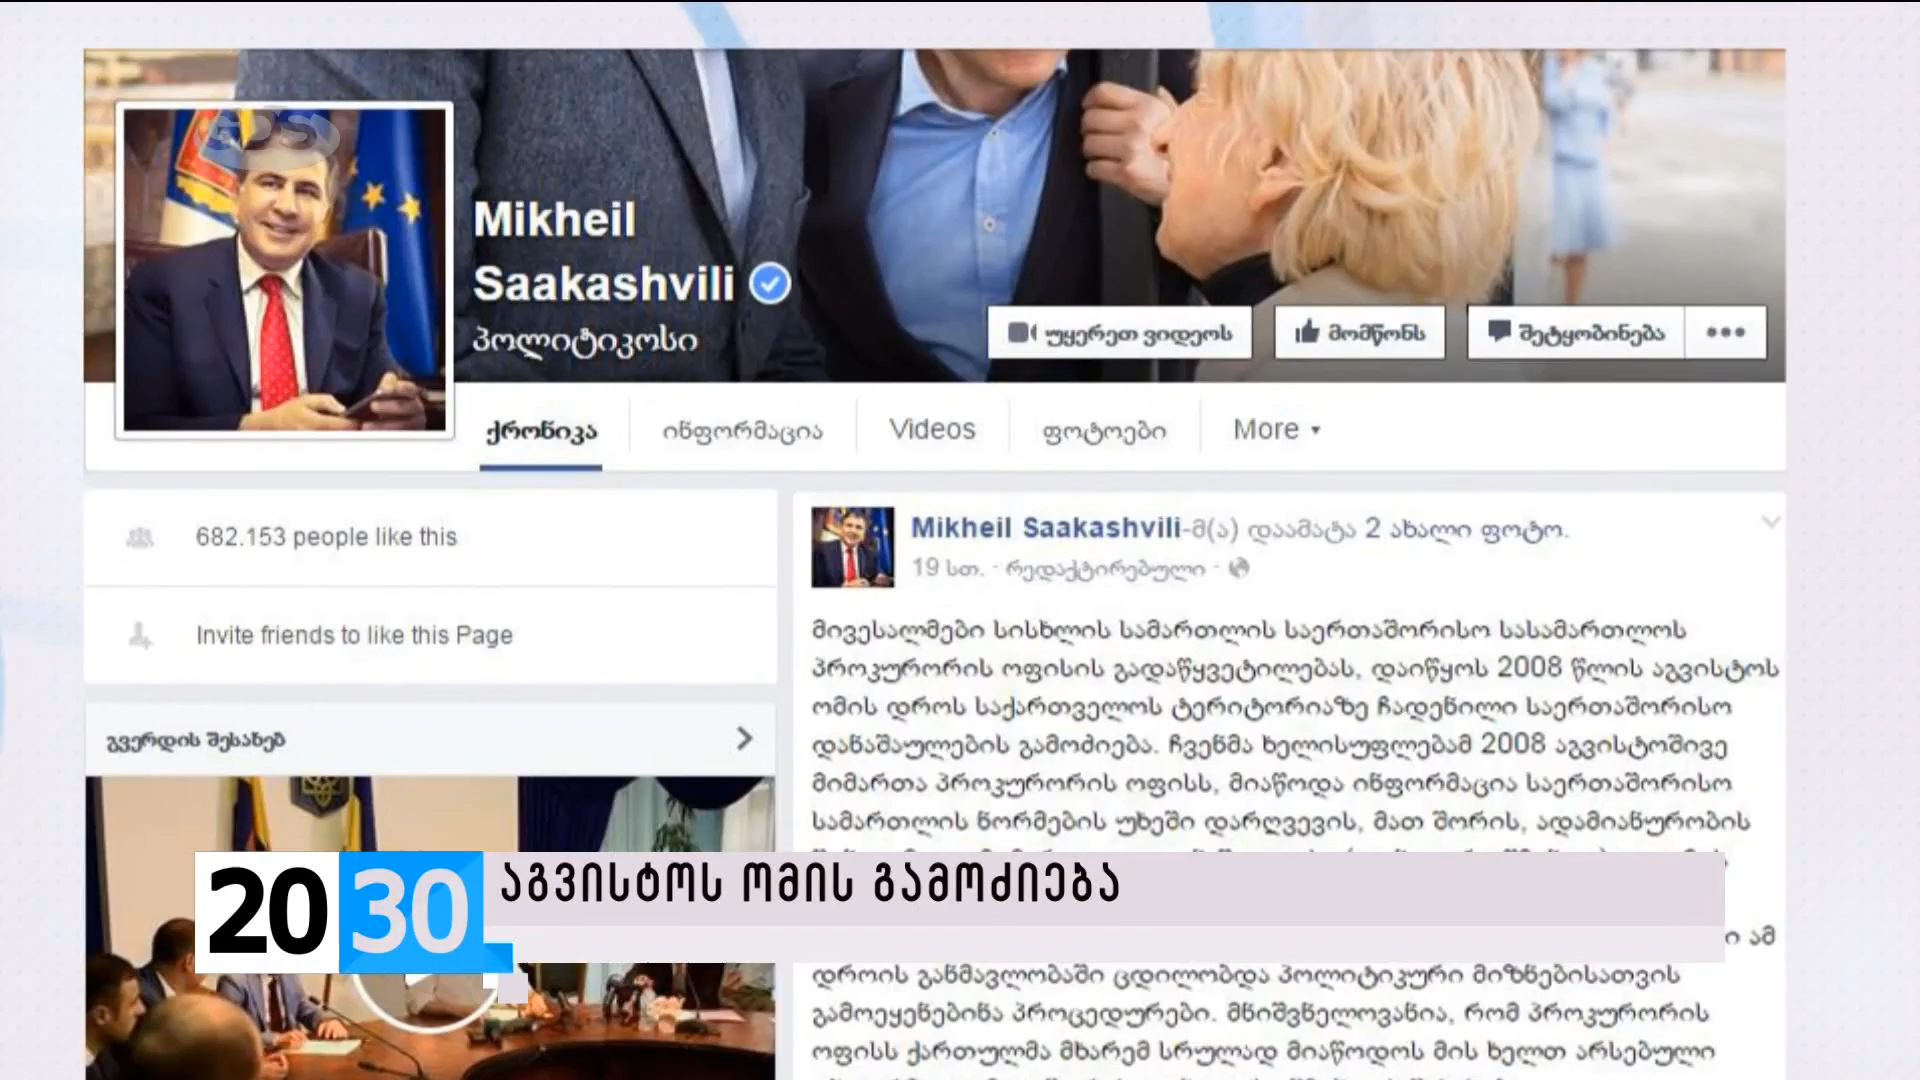 GDS
Mikheil
Saakashvili
პოლიტიკოსი
უყურეთ ვიდეოს
მომწონს
შეტყობინება
ქრონიკა
ინფორმაცია
Videos
ფოტოები
More
682.153 people like this
Invite friends to like this Page
გვერდის შესახებ
Mikheil Saakashvili-მ(ა) დაამატა 2 ახალი ფოტო.
19 სთ. · რედაქტირებული ·
მივესალმები სისხლის სამართლის საერთაშორისო სასამართლოს
პროკურორის ოფისის გადაწყვეტილებას, დაიწყოს 2008 წლის აგვისტოს
ომის დროს საქართველოს ტერიტორიაზე ჩადენილი საერთაშორისო
დანაშაულების გამოძიება. ჩვენმა ხელისუფლებამ 2008 აგვისტოშივე
მიმართა პროკურორის ოფისს, მიაწოდა ინფორმაცია საერთაშორისო
სამართლის ნორმების უხეში დარღვევის, მათ შორის, ადამიანურობის
ამ
დროის განმავლობაში ცდილობდა პოლიტიკური მიზნებისათვის
გამოეყენებინა პროცედურები. მნიშვნელოვანია, რომ პროკურორის
ოფისს ქართულმა მხარემ სრულად მიაწოდოს მის ხელთ არსებული
20 30
აგვისტოს ომის გამოძიება